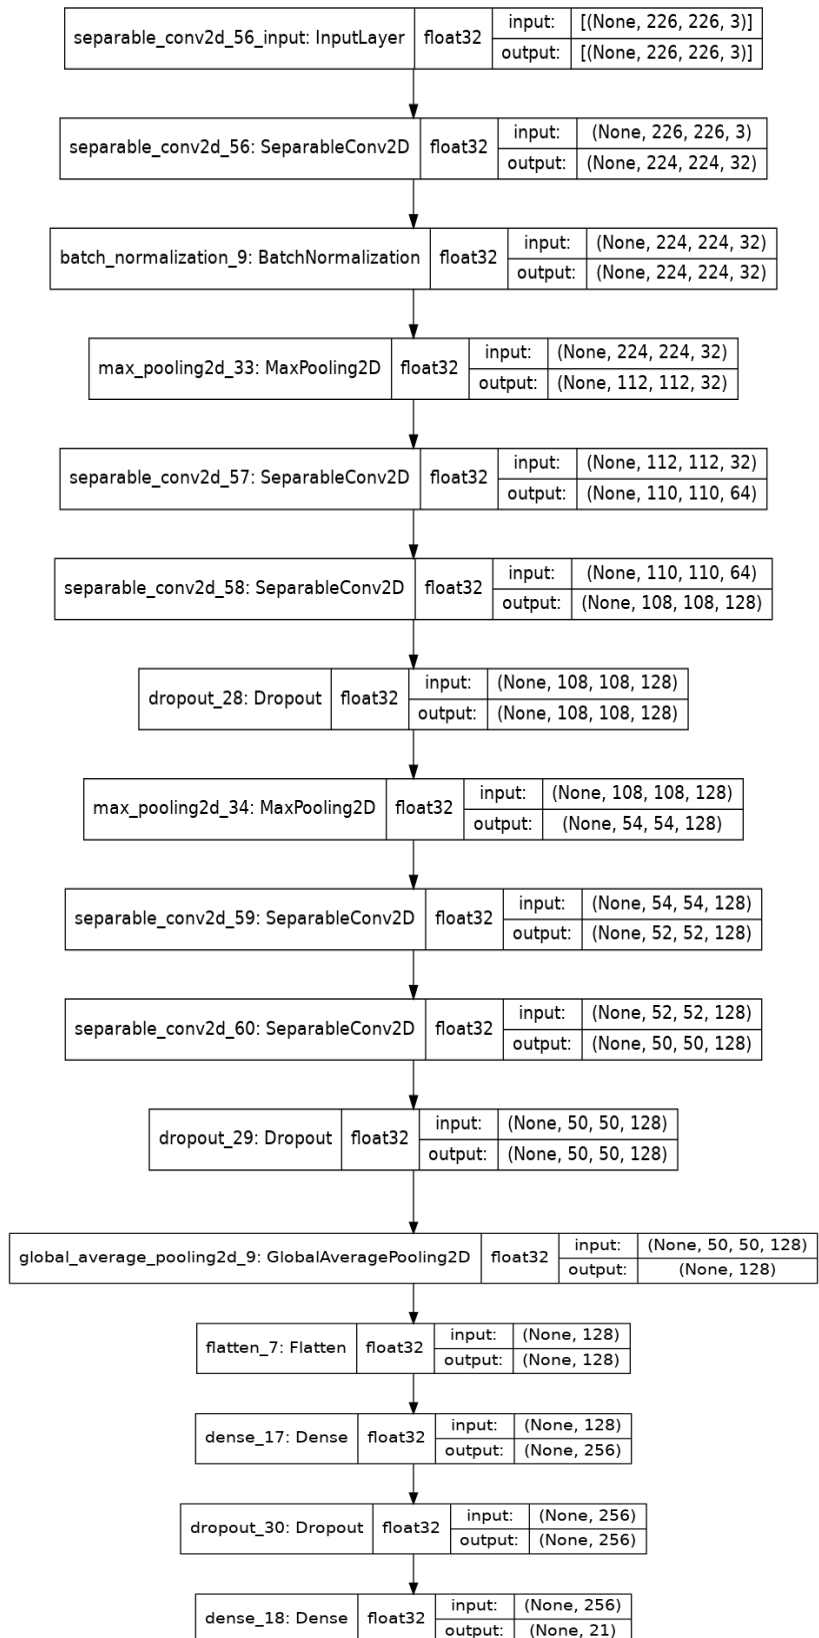 separable_conv2d_56_input: InputLayer float32 input: [(None, 226, 226, 3)]
output: [(None, 226, 226, 3)]
separable_conv2d_56: SeparableConv2D float32 input: (None, 226, 226, 3)
output: (None, 224, 224, 32)
batch_normalization_9: BatchNormalization float32 input: (None, 224, 224, 32)
output: (None, 224, 224, 32)
max_pooling2d_33: MaxPooling2D float32 input: (None, 224, 224, 32)
output: (None, 112, 112, 32)
separable_conv2d_57: SeparableConv2D float32 input: (None, 112, 112, 32)
output: (None, 110, 110, 64)
separable_conv2d_58: SeparableConv2D float32 input: (None, 110, 110, 64)
output: (None, 108, 108, 128)
dropout_28: Dropout float32 input: (None, 108, 108, 128)
output: (None, 108, 108, 128)
max_pooling2d_34: MaxPooling2D float32 input: (None, 108, 108, 128)
output: (None, 54, 54, 128)
separable_conv2d_59: SeparableConv2D float32 input: (None, 54, 54, 128)
output: (None, 52, 52, 128)
separable_conv2d_60: SeparableConv2D float32 input: (None, 52, 52, 128)
output: (None, 50, 50, 128)
dropout_29: Dropout float32 input: (None, 50, 50, 128)
output: (None, 50, 50, 128)
global_average_pooling2d_9: GlobalAveragePooling2D float32 input: (None, 50, 50, 128)
output: (None, 128)
flatten_7: Flatten float32 input: (None, 128)
output: (None, 128)
dense_17: Dense float32 input: (None, 128)
output: (None, 256)
dropout_30: Dropout float32 input: (None, 256)
output: (None, 256)
dense_18: Dense float32 input: (None, 256)
output: (None, 21)